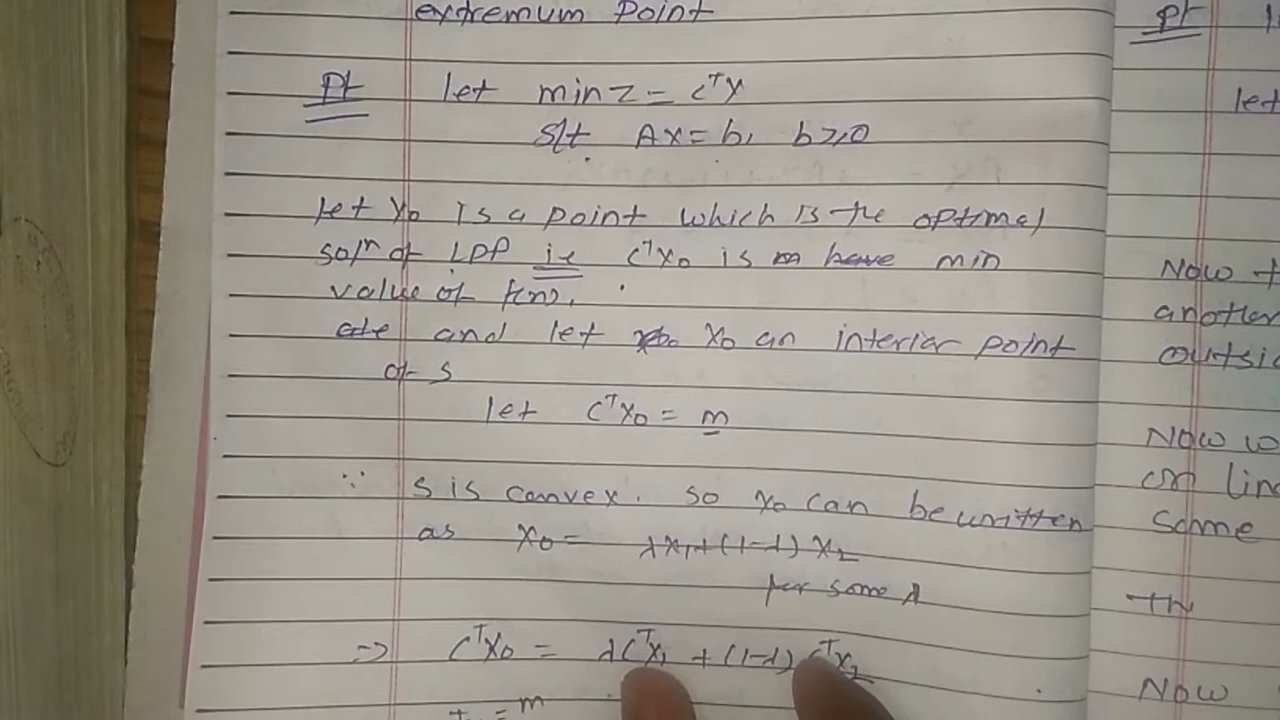 extremum Point
Pf let min z = cᵀx
S/t Ax = b, b ≥ 0
let x₀ is a point which is the optimal
solⁿ of LPP ie cᵀx₀ is have min
value of f(x).
and let x₀ an interior point
of S
let cᵀx₀ = m
∵ S is convex. so x₀ can be written
as x₀ = λx₁ + (1-λ) x₂
for some λ
⇒ cᵀx₀ = λcᵀx₁ + (1-λ) cᵀx₂
= m
Pf
let
Now
another
Now
on
some
Now